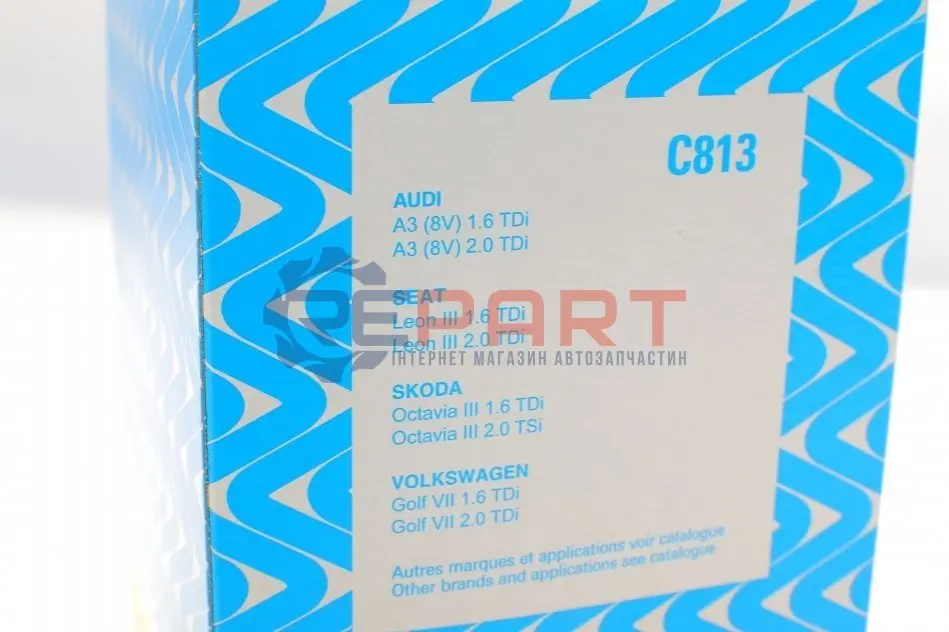 C813
AUDI
A3 (8V) 1.6 TDi
A3 (8V) 2.0 TDi
SEAT
Leon III 1.6 TDi
Leon III 2.0 TDi
REPART
ІНТЕРНЕТ МАГАЗИН АВТОЗАПЧАСТИН
SKODA
Octavia III 1.6 TDi
Octavia III 2.0 TSi
VOLKSWAGEN
Golf VII 1.6 TDi
Golf VII 2.0 TDi
Autres marques et applications voir catalogue
Other brands and applications see catalogue